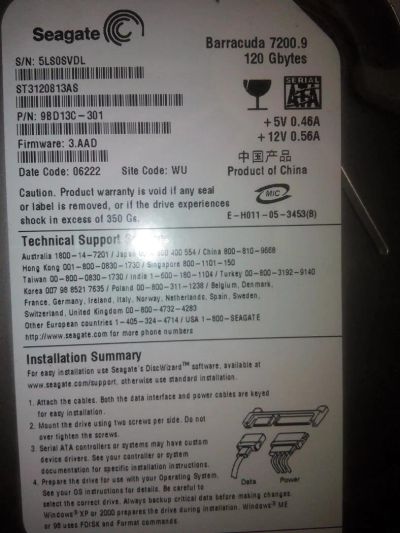 Seagate
Barracuda 7200.9
120 Gbytes
S/N: 5LS0SVDL
ST3120813AS
SERIAL
ATA
P/N: 9BD13C-301
+5V 0.46A
+12V 0.56A
Firmware: 3.AAD
中国产品
Date Code: 06222 Site Code: WU
Product of China
Caution. Product warranty is void if any seal
or label is removed, or if the drive experiences
shock in excess of 350 Gs.
MIC
E-H011-05-3453(B)
Technical Support
Australia 1800-14-7201 / 400 554 / China 800-810-9668
Hong Kong 001-800-0830-1730 / Singapore 800-1101-150
Taiwan 00-800-0830-1730 / India 1-600-180-1104 / Turkey 00-800-3192-9140
Korea 007 98 8521 7635 / Poland 00-800-311-1238 / Belgium, Denmark,
France, Germany, Ireland, Italy, Norway, Netherlands, Spain, Sweden,
Switzerland, United Kingdom 00-800-4732-4283
Other European countries 1-405-324-4714 / USA 1-800-SEAGATE
http://www.seagate.com for more phone numbers
Installation Summary
For easy installation use Seagate's DiscWizard™ software, available at
www.seagate.com/support, otherwise use standard installation.
1. Attach the cables. Both the data interface and power cables are keyed
for easy installation.
2. Mount the drive using two screws per side. Do not
over tighten the screws.
3. Serial ATA controllers or systems may have custom
device drivers. See your controller or system
documentation for specific installation instructions.
4. Prepare the drive for use with your Operating System.
See your OS instructions for details. Be careful to
select the correct drive. Always backup critical data before making changes.
Windows® XP or 2000 prepares the drive during installation. Windows® ME
or 98 uses FDISK and Format commands.
Data Power